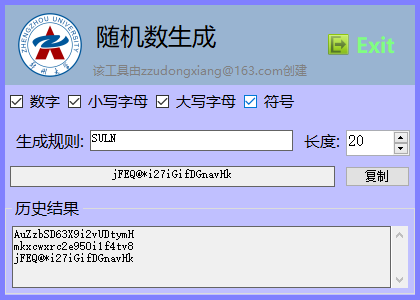 ZHENGZHOU UNIVERSITY
郑州大学
随机数生成
Exit
该工具由zzudongxiang@163.com创建
数字 小写字母 大写字母 符号
生成规则: SULN 长度: 20
jFEQ@*i27iGifDGnavHk 复制
历史结果
AuZzbSD63X9i2vUDtymH
mkxcwxrc2e950i1f4tv8
jFEQ@*i27iGifDGnavHk